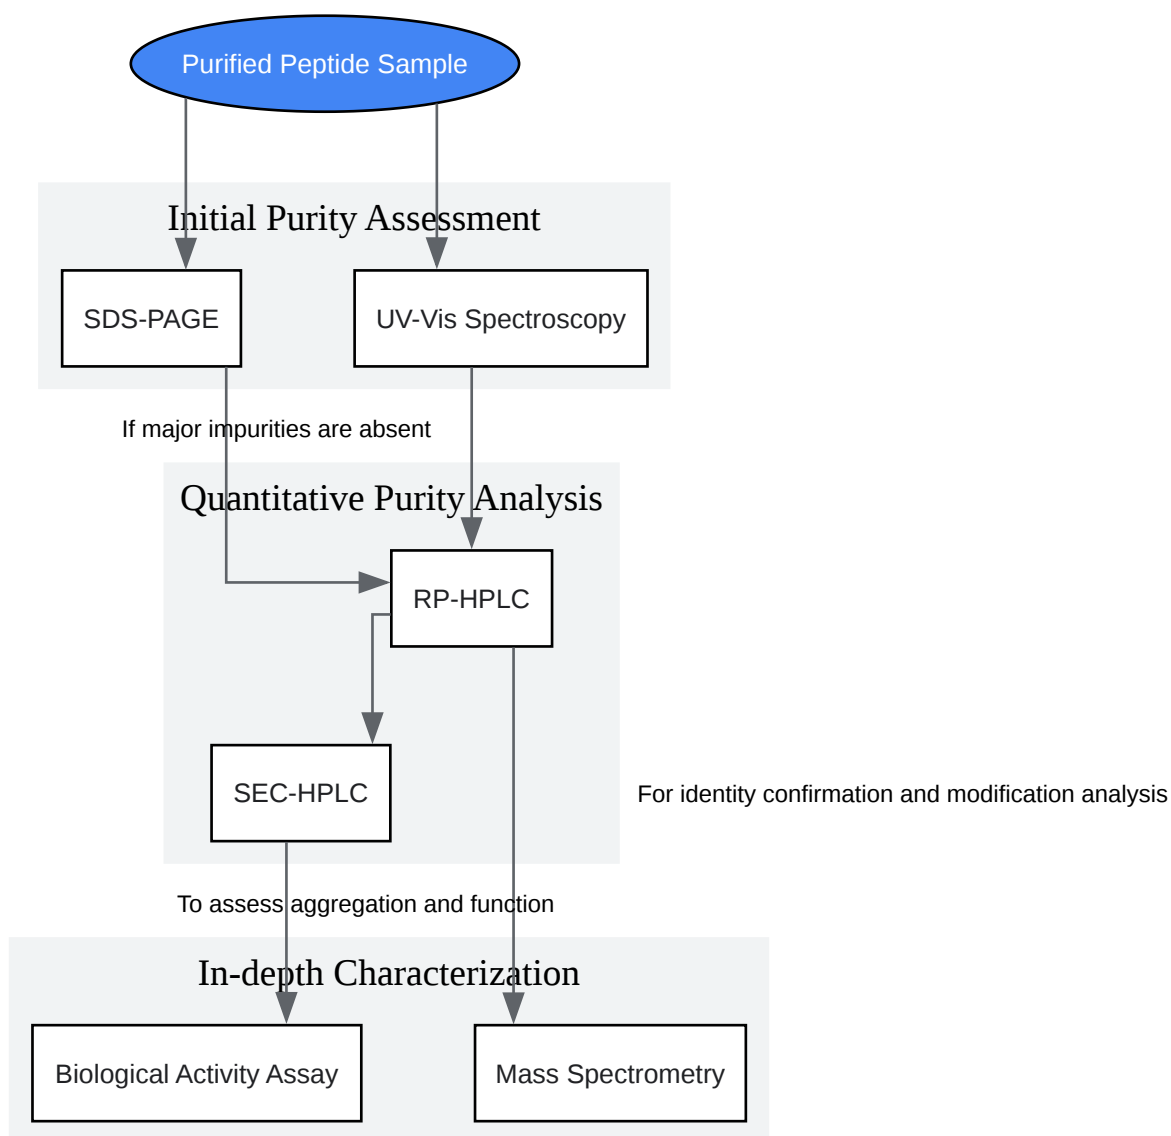 Purified Peptide Sample
Initial Purity Assessment
SDS-PAGE
UV-Vis Spectroscopy
If major impurities are absent
Quantitative Purity Analysis
RP-HPLC
SEC-HPLC
For identity confirmation and modification analysis
To assess aggregation and function
In-depth Characterization
Biological Activity Assay
Mass Spectrometry